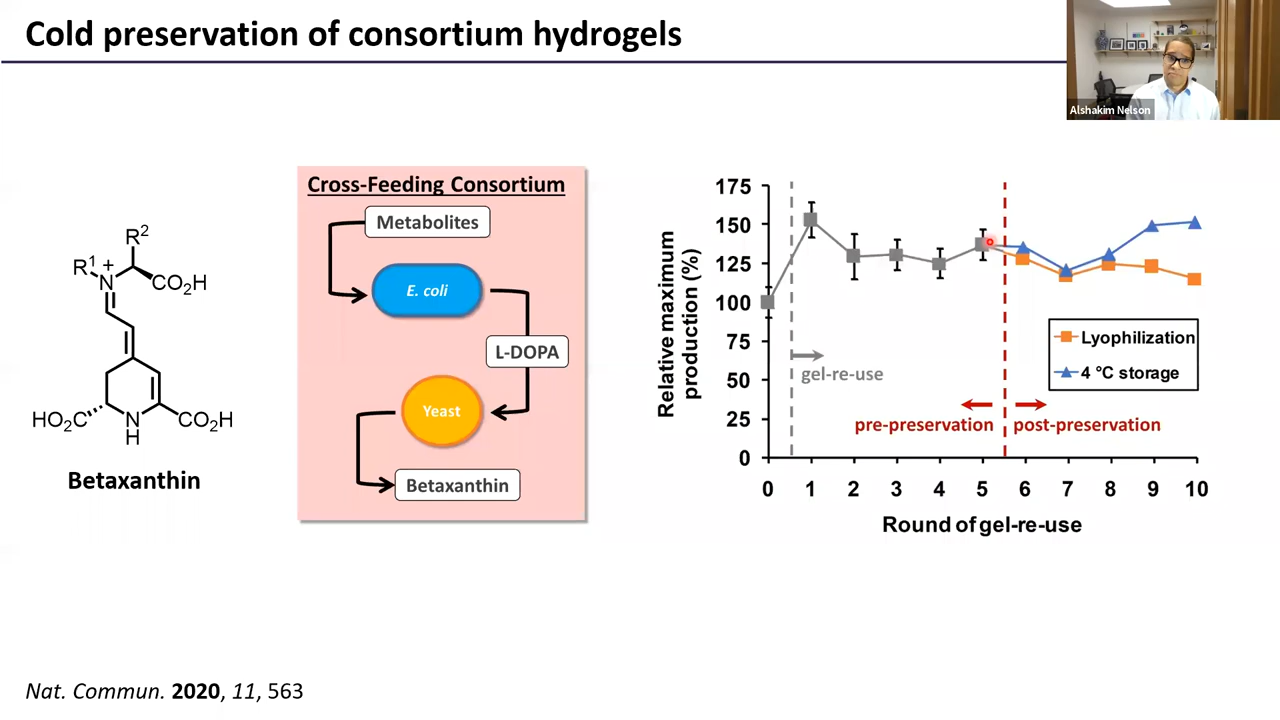 Cold preservation of consortium hydrogels
Alshakim Nelson
R²
R¹
+
N
CO₂H
HO₂C
N
H
CO₂H
Betaxanthin
Cross-Feeding Consortium
Metabolites
E. coli
L-DOPA
Yeast
Betaxanthin
Relative maximum
production (%)
175
150
125
100
75
50
25
0
gel-re-use
pre-preservation
post-preservation
Lyophilization
4 °C storage
0 1 2 3 4 5 6 7 8 9 10
Round of gel-re-use
Nat. Commun. 2020, 11, 563